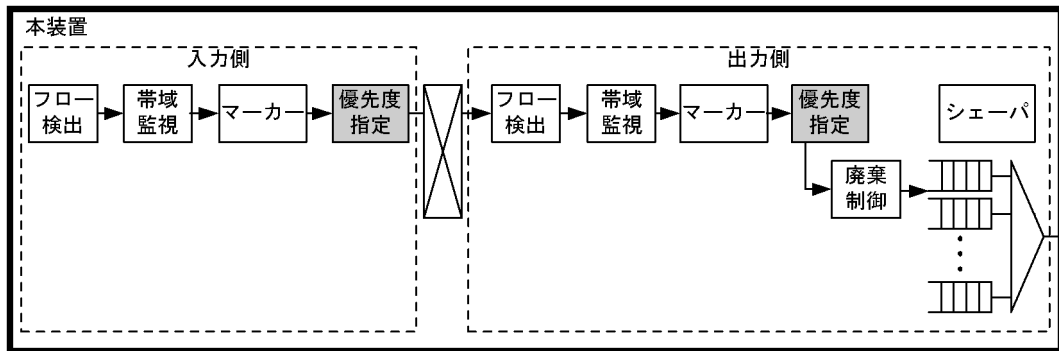 本装置
入力側
フロー
検出
帯域
監視
マーカー
優先度
指定
出力側
フロー
検出
帯域
監視
マーカー
優先度
指定
シェーパ
廃棄
制御